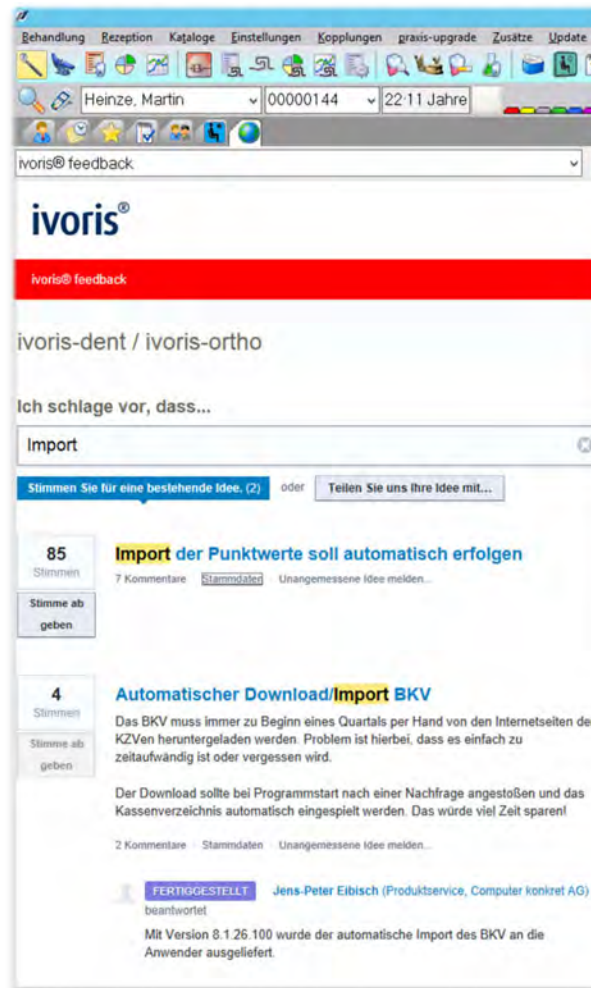 Behandlung Rezeption Kataloge Einstellungen Kopplungen praxis-upgrade Zusätze Update
Heinze, Martin 00000144 22·11 Jahre
ivoris® feedback
ivoris®
ivoris® feedback
ivoris-dent / ivoris-ortho
Ich schlage vor, dass...
Import
Stimmen Sie für eine bestehende Idee. (2) oder Teilen Sie uns Ihre Idee mit...
85
Stimmen
Stimme ab
geben
Import der Punktwerte soll automatisch erfolgen
7 Kommentare Stammdaten Unangemessene Idee melden...
4
Stimmen
Stimme ab
geben
Automatischer Download/Import BKV
Das BKV muss immer zu Beginn eines Quartals per Hand von den Internetseiten de
KZVen heruntergeladen werden. Problem ist hierbei, dass es einfach zu
zeitaufwändig ist oder vergessen wird.
Der Download sollte bei Programmstart nach einer Nachfrage angestoßen und das
Kassenverzeichnis automatisch eingespielt werden. Das würde viel Zeit sparen!
2 Kommentare · Stammdaten · Unangemessene Idee melden...
FERTIGGESTELLT Jens-Peter Eibisch (Produktservice, Computer konkret AG)
beantwortet
Mit Version 8.1.26.100 wurde der automatische Import des BKV an die
Anwender ausgeliefert.